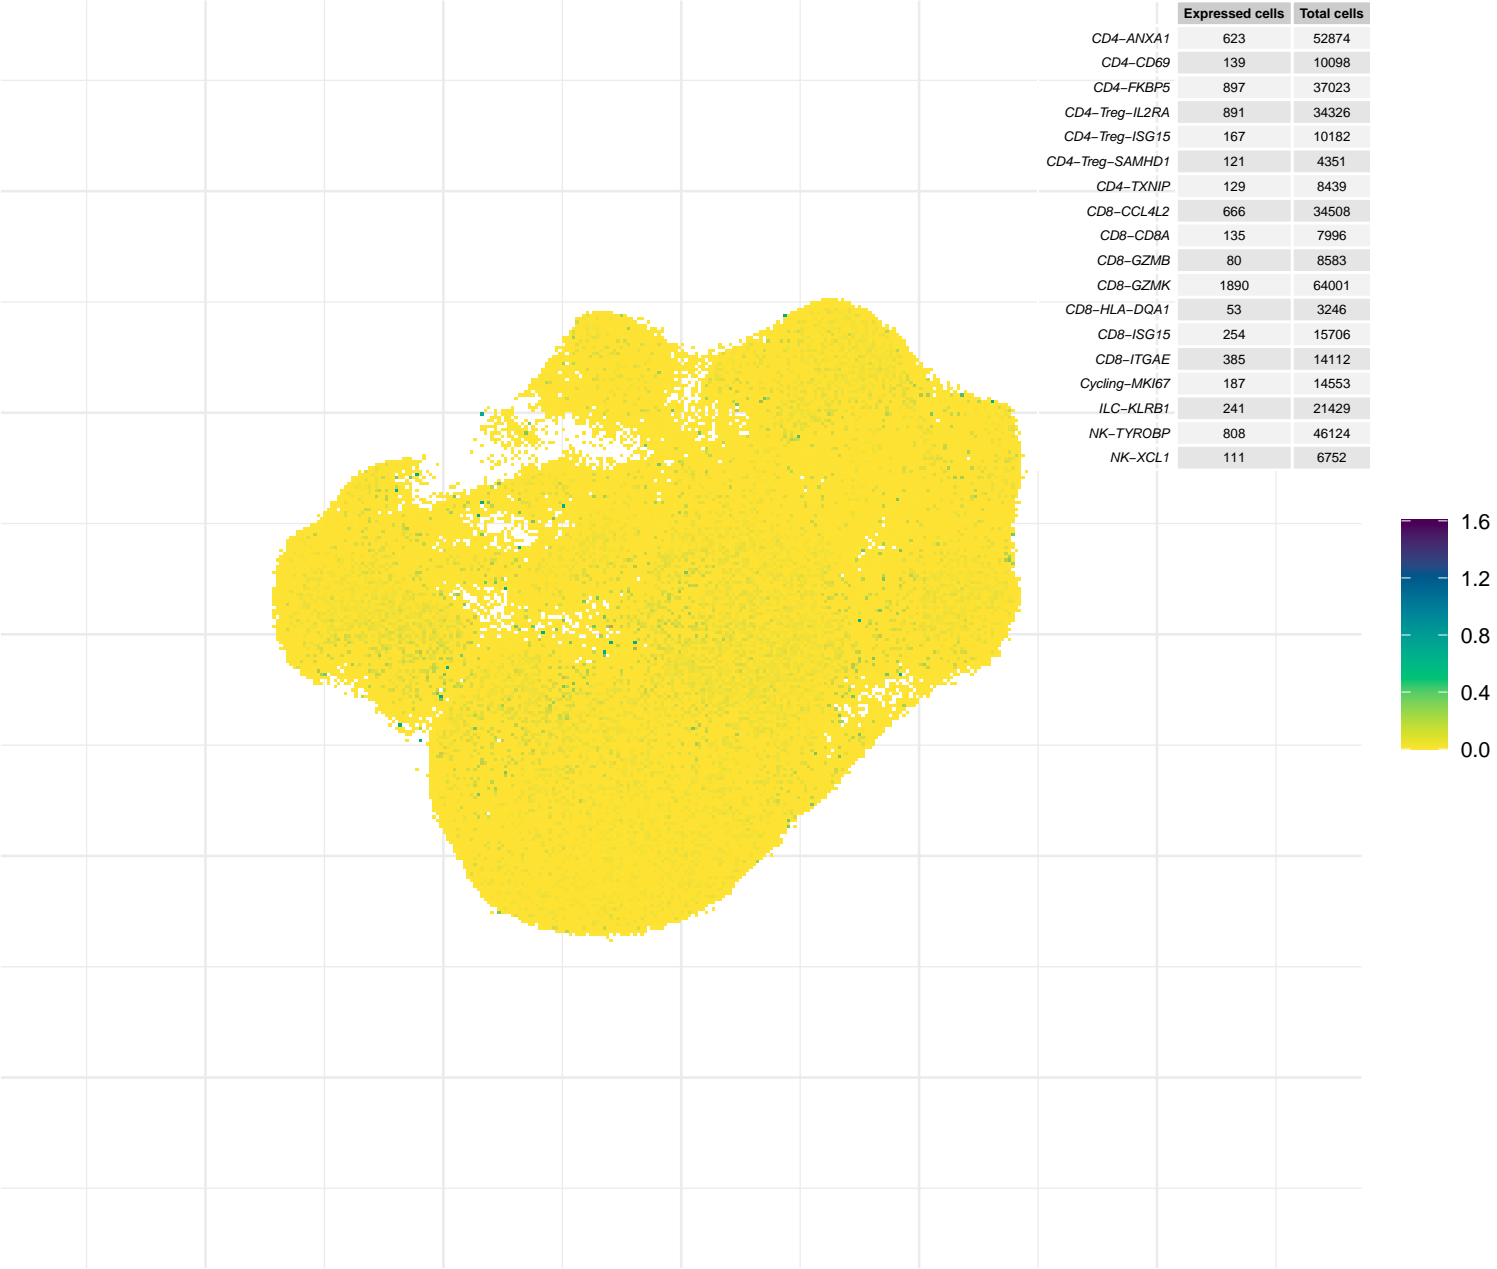 Expressed cells Total cells
CD4−ANXA1 623 52874
CD4−CD69 139 10098
CD4−FKBP5 897 37023
CD4−Treg−IL2RA 891 34326
CD4−Treg−ISG15 167 10182
CD4−Treg−SAMHD1 121 4351
CD4−TXNIP 129 8439
CD8−CCL4L2 666 34508
CD8−CD8A 135 7996
CD8−GZMB 80 8583
CD8−GZMK 1890 64001
CD8−HLA−DQA1 53 3246
CD8−ISG15 254 15706
CD8−ITGAE 385 14112
Cycling−MKI67 187 14553
ILC−KLRB1 241 21429
NK−TYROBP 808 46124
NK−XCL1 111 6752
1.6
1.2
0.8
0.4
0.0